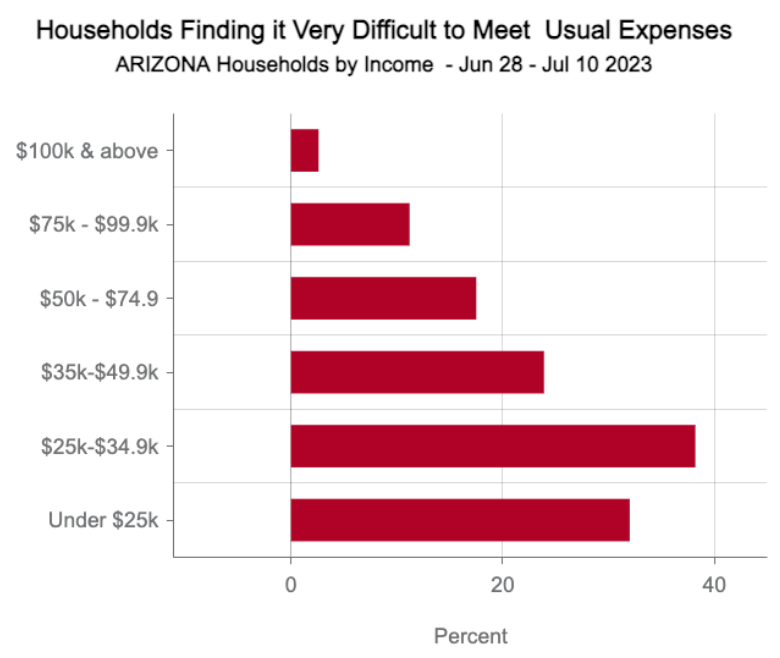 Households Finding it Very Difficult to Meet  Usual Expenses
ARIZONA Households by Income  - Jun 28 - Jul 10 2023
$100k & above
$75k - $99.9k
$50k - $74.9
$35k-$49.9k
$25k-$34.9k
Under $25k
0 20 40
Percent